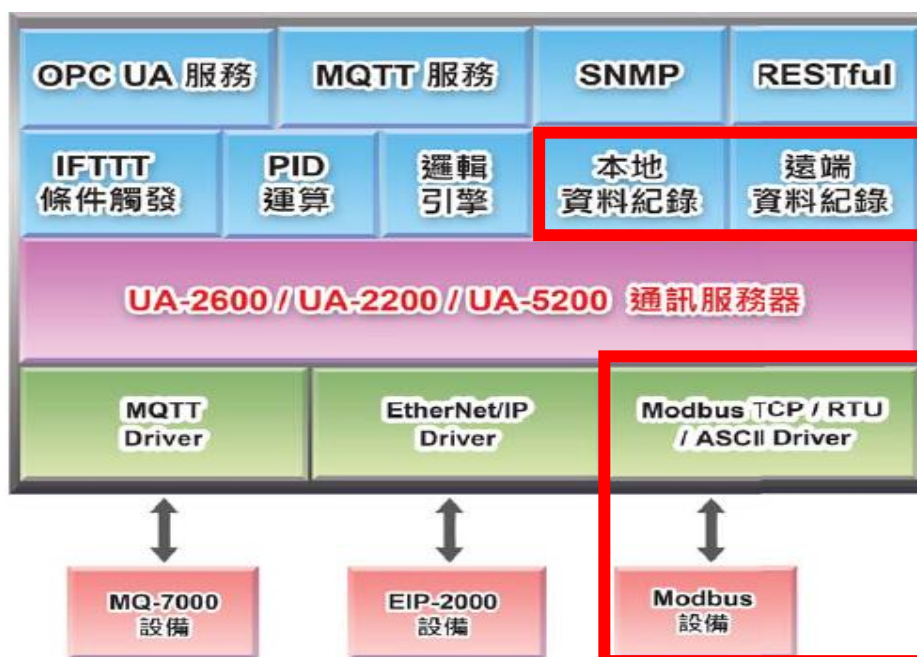 OPC UA 服務
MQTT 服務
SNMP
RESTful
IFTTT
條件觸發
PID
運算
邏輯
引擎
本地
資料紀錄
遠端
資料紀錄
UA-2600 / UA-2200 / UA-5200 通訊服務器
MQTT
Driver
EtherNet/IP
Driver
Modbus TCP / RTU
/ ASCII Driver
MQ-7000
設備
EIP-2000
設備
Modbus
設備